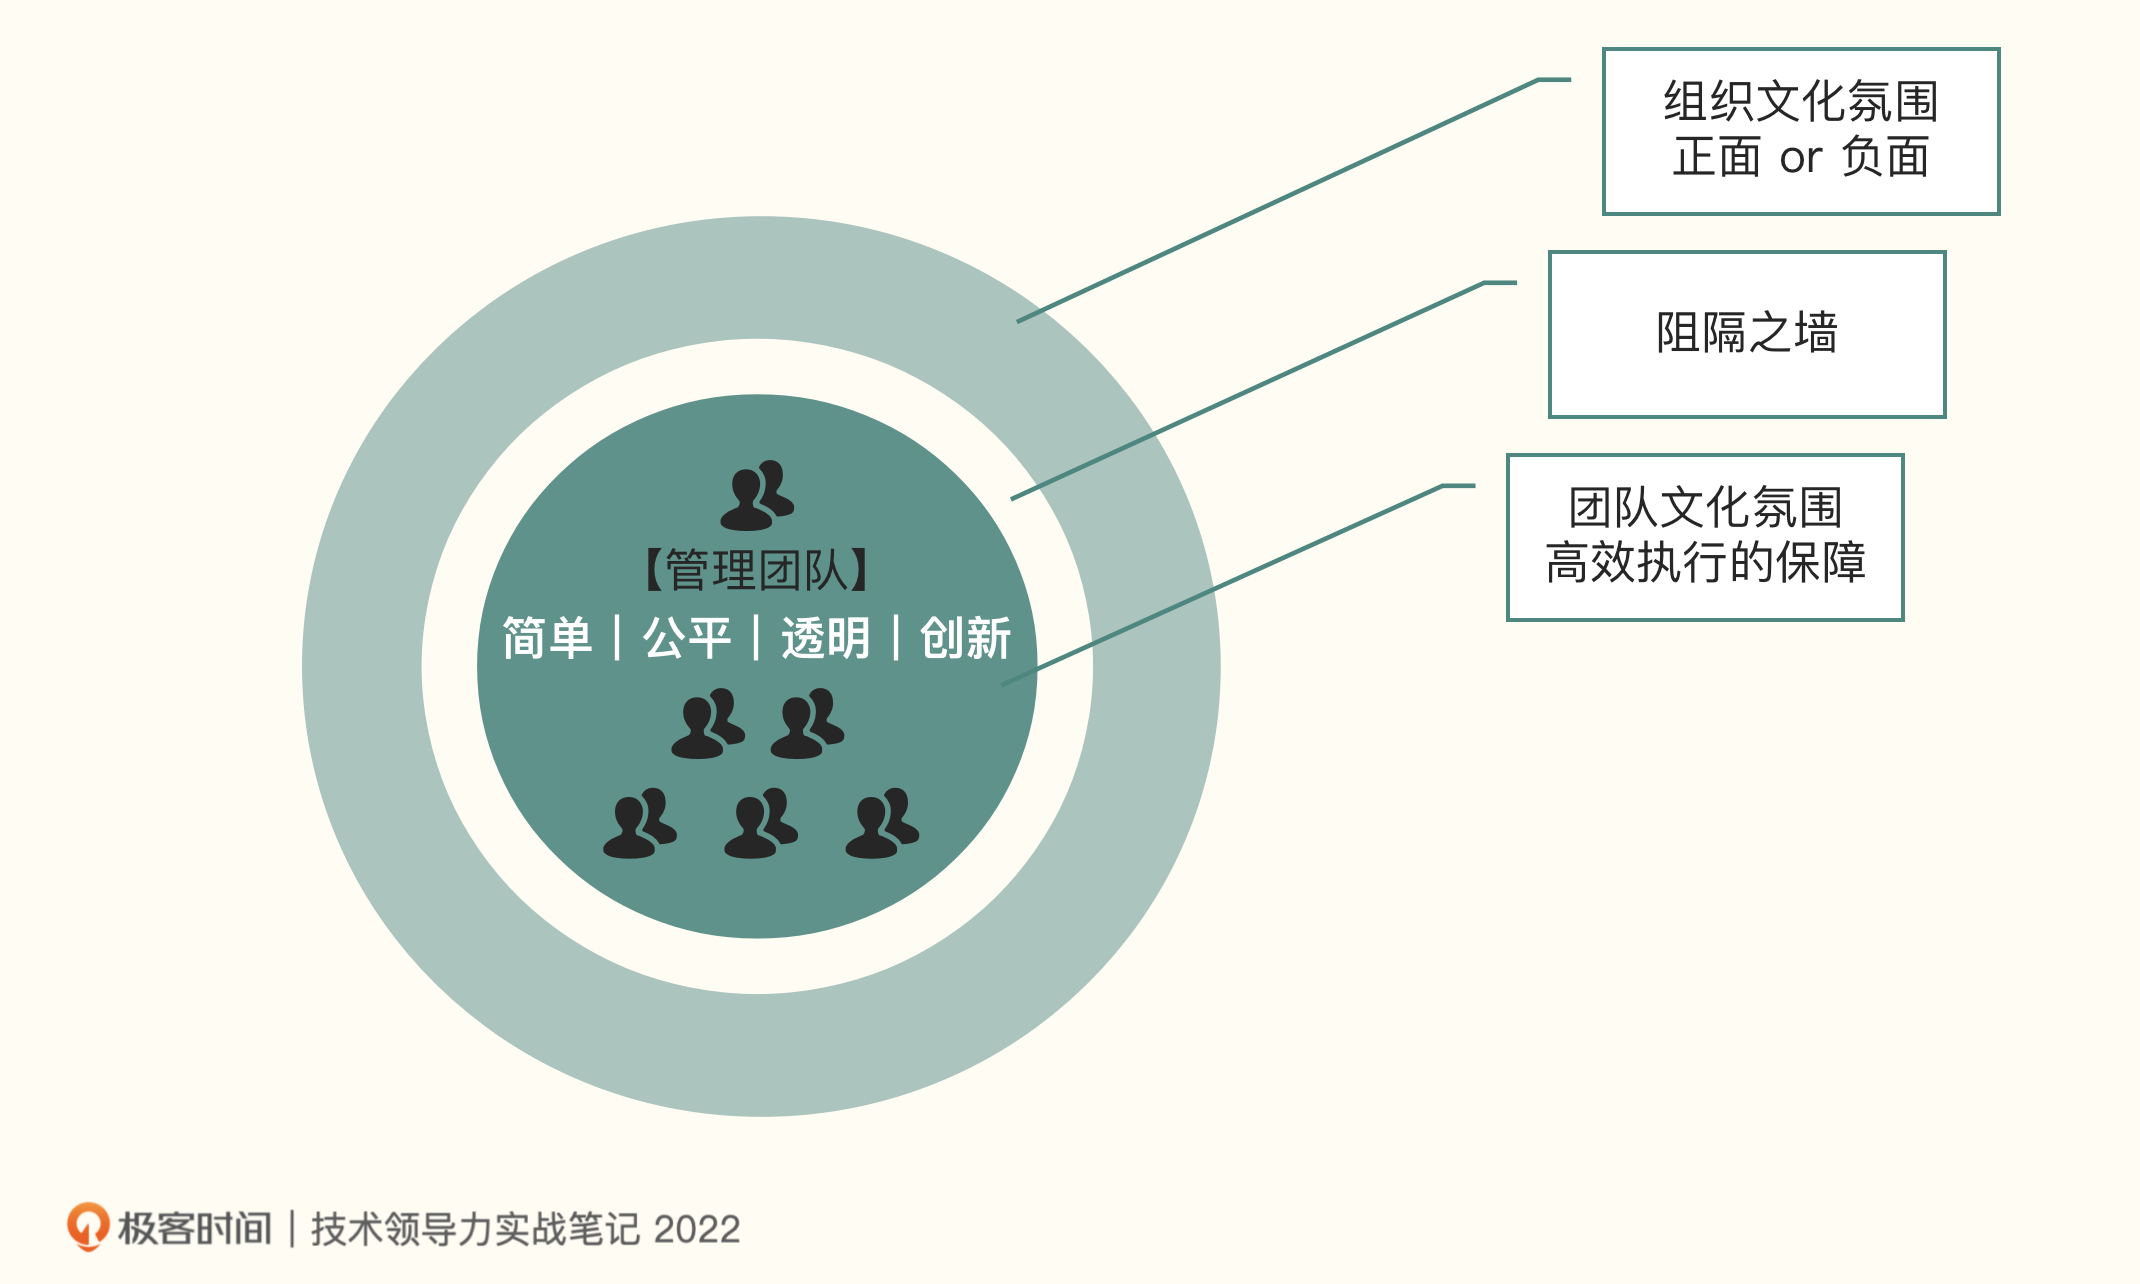 组织文化氛围
正面 or 负面
阻隔之墙
团队文化氛围
高效执行的保障
【管理团队】
简单｜公平｜透明｜创新
极客时间｜技术领导力实战笔记 2022